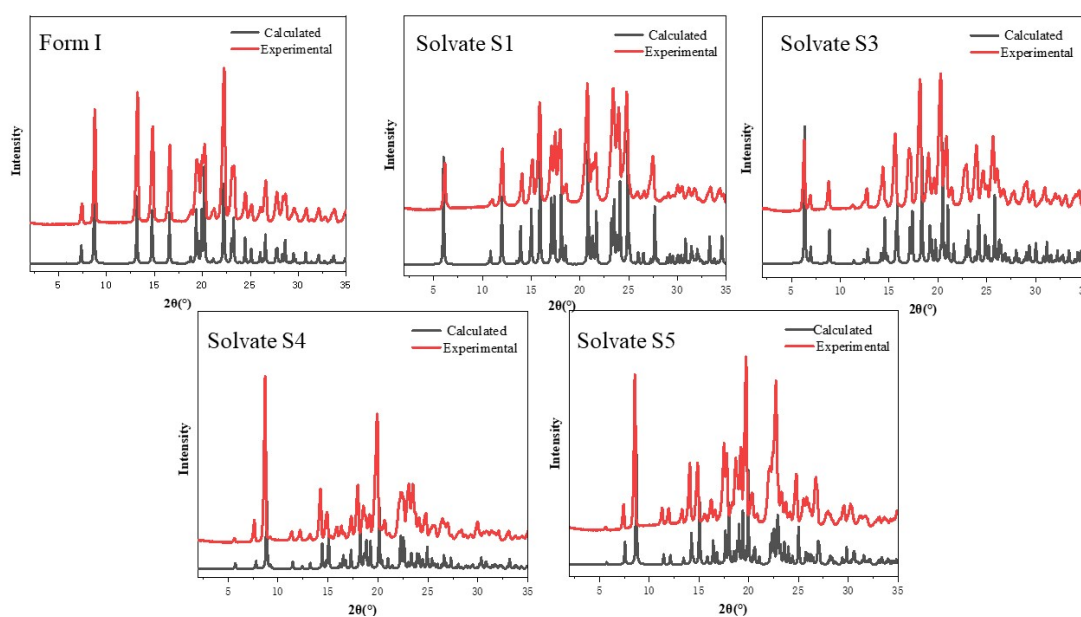 Form I
Calculated
Experimental
Intensity
5 10 15 20 25 30 35
2θ(°)
Solvate S1
Calculated
Experimental
Intensity
5 10 15 20 25 30 35
2θ(°)
Solvate S3
Calculated
Experimental
Intensity
5 10 15 20 25 30 35
2θ(°)
Solvate S4
Calculated
Experimental
Intensity
5 10 15 20 25 30 35
2θ(°)
Solvate S5
Calculated
Experimental
Intensity
5 10 15 20 25 30 35
2θ(°)